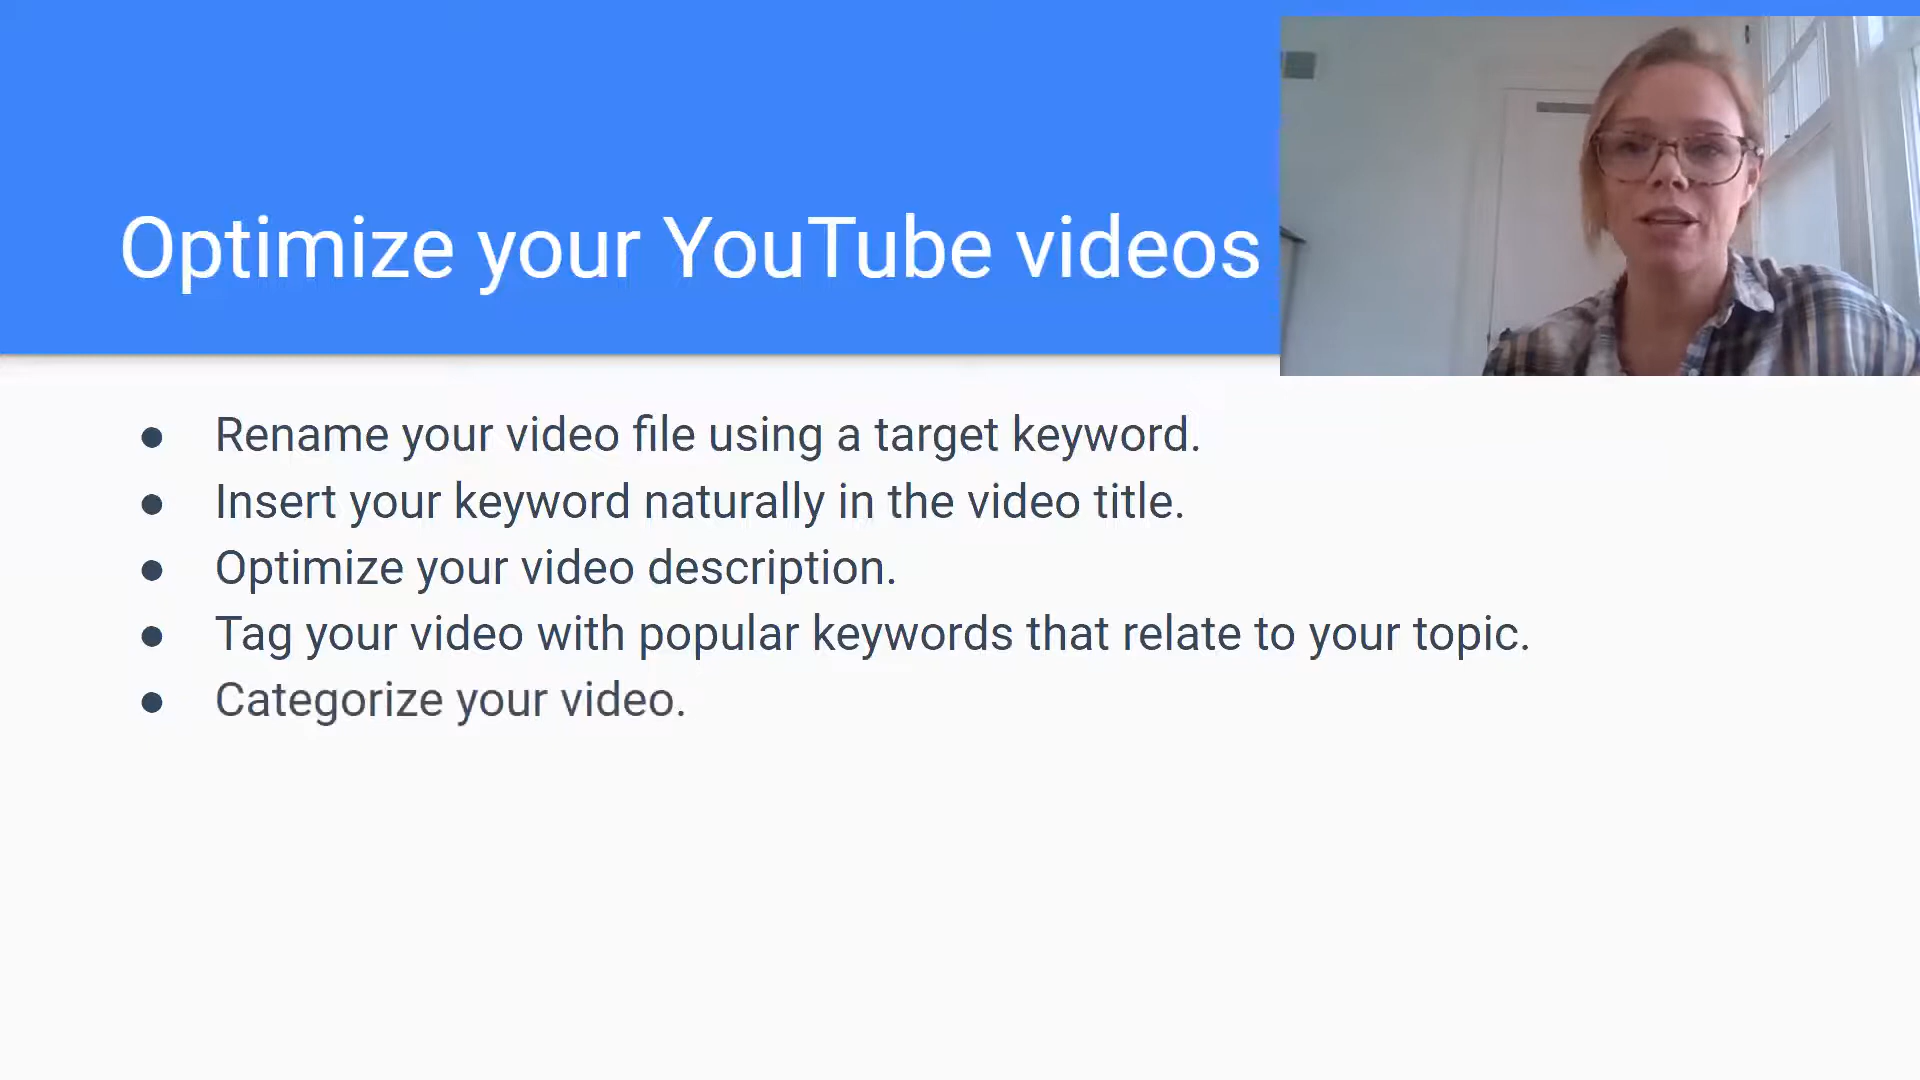 Optimize your YouTube videos
● Rename your video file using a target keyword.
● Insert your keyword naturally in the video title.
● Optimize your video description.
● Tag your video with popular keywords that relate to your topic.
● Categorize your video.